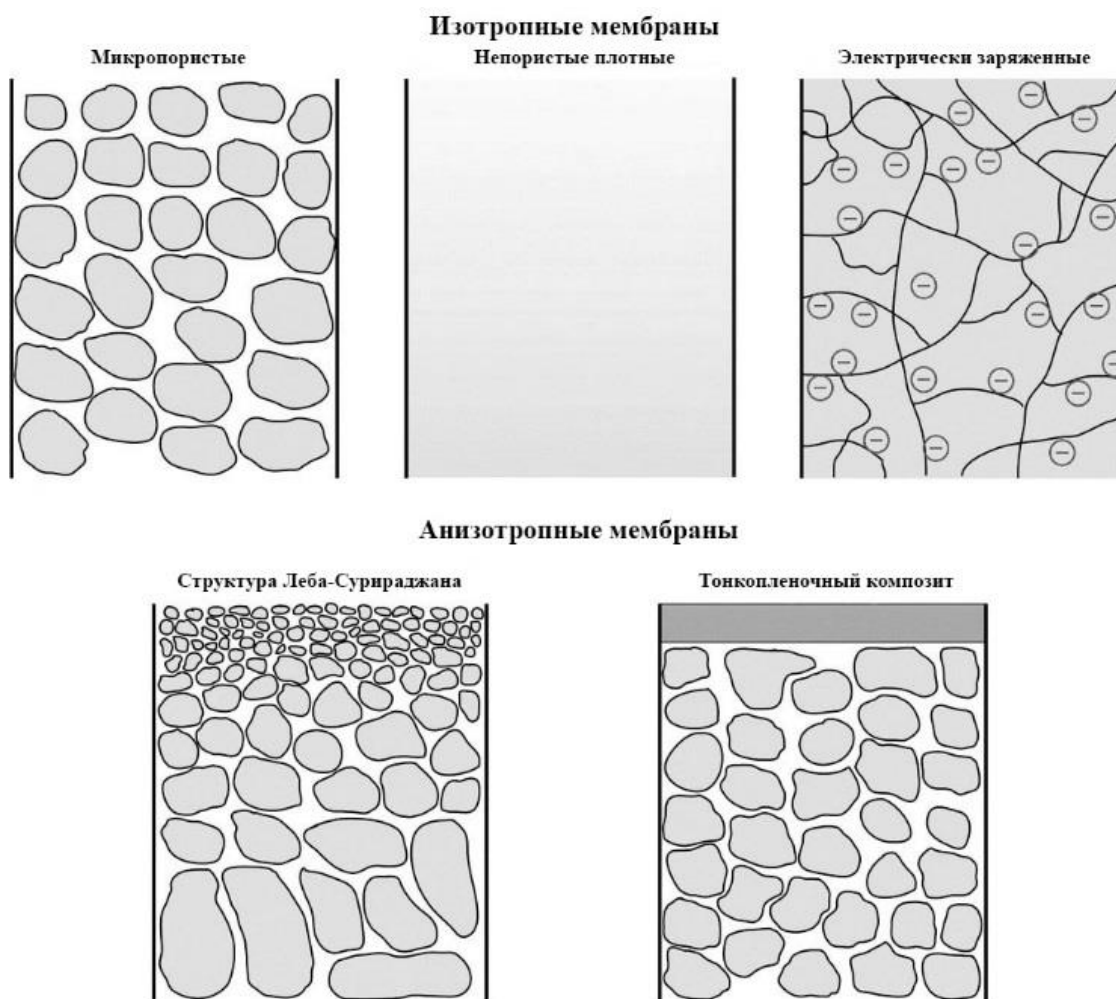 Изотропные мембраны
Микропористые
Непористые плотные
Электрически заряженные
Анизотропные мембраны
Структура Леба-Сурираджана
Тонкопленочный композит